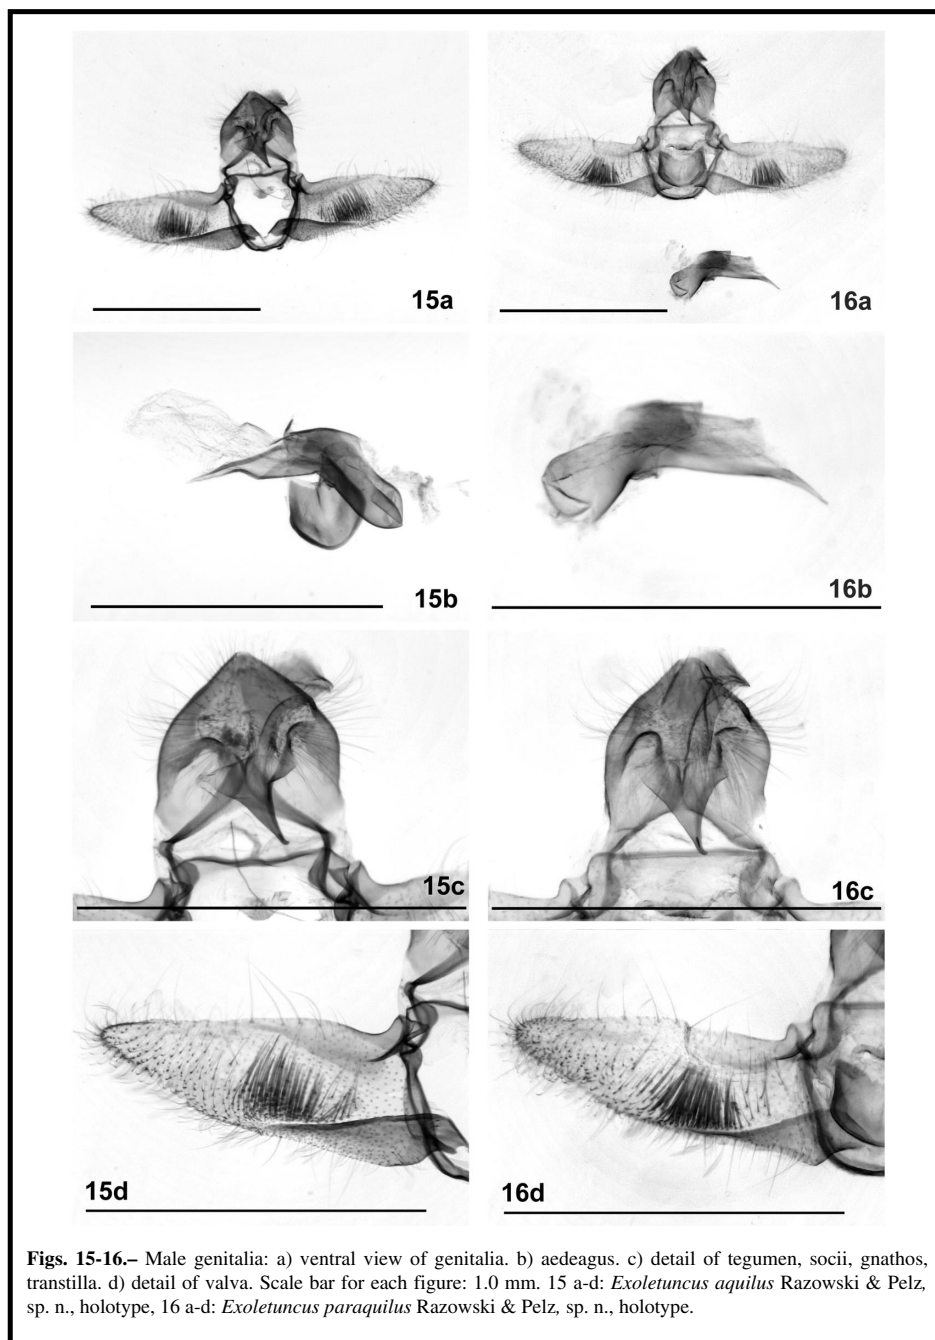 15a
16a
15b
16b
15c
16c
15d
16d
Figs. 15-16.– Male genitalia: a) ventral view of genitalia. b) aedeagus. c) detail of tegumen, socii, gnathos,
transtilla. d) detail of valva. Scale bar for each figure: 1.0 mm. 15 a-d: Exoletuncus aquilus Razowski & Pelz,
sp. n., holotype, 16 a-d: Exoletuncus paraquilus Razowski & Pelz, sp. n., holotype.